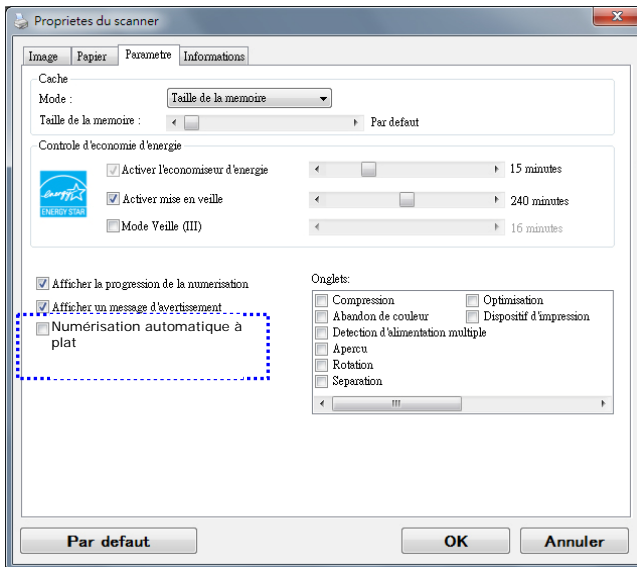 Proprietes du scanner
Image Papier Parametre Informations
Cache
Mode : Taille de la memoire
Taille de la memoire : Par defaut
Controle d'economie d'energie
energy
ENERGY STAR
Activer l'economiseur d'energie 15 minutes
Activer mise en veille 240 minutes
Mode Veille (III) 16 minutes
Afficher la progression de la numerisation
Afficher un message d'avertissement
Numérisation automatique à
plat
Onglets:
Compression Optimisation
Abandon de couleur Dispositif d'impression
Detection d'alimentation multiple
Apercu
Rotation
Separation
Par defaut OK Annuler